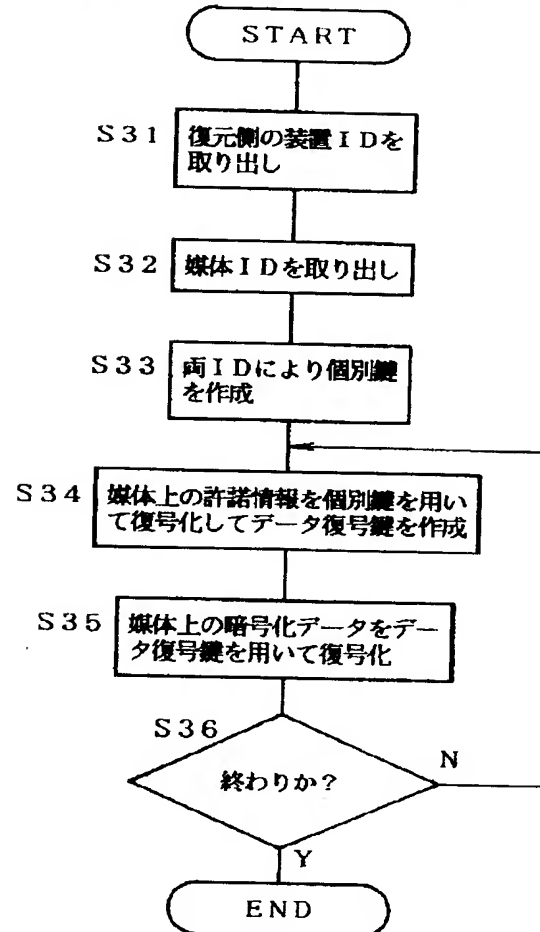 START
S31
復元側の装置IDを
取り出し
S32
媒体IDを取り出し
S33
両IDにより個別鍵
を作成
S34
媒体上の許諾情報を個別鍵を用い
て復号化してデータ復号鍵を作成
S35
媒体上の暗号化データをデー
タ復号鍵を用いて復号化
S36
終わりか?
N
Y
END